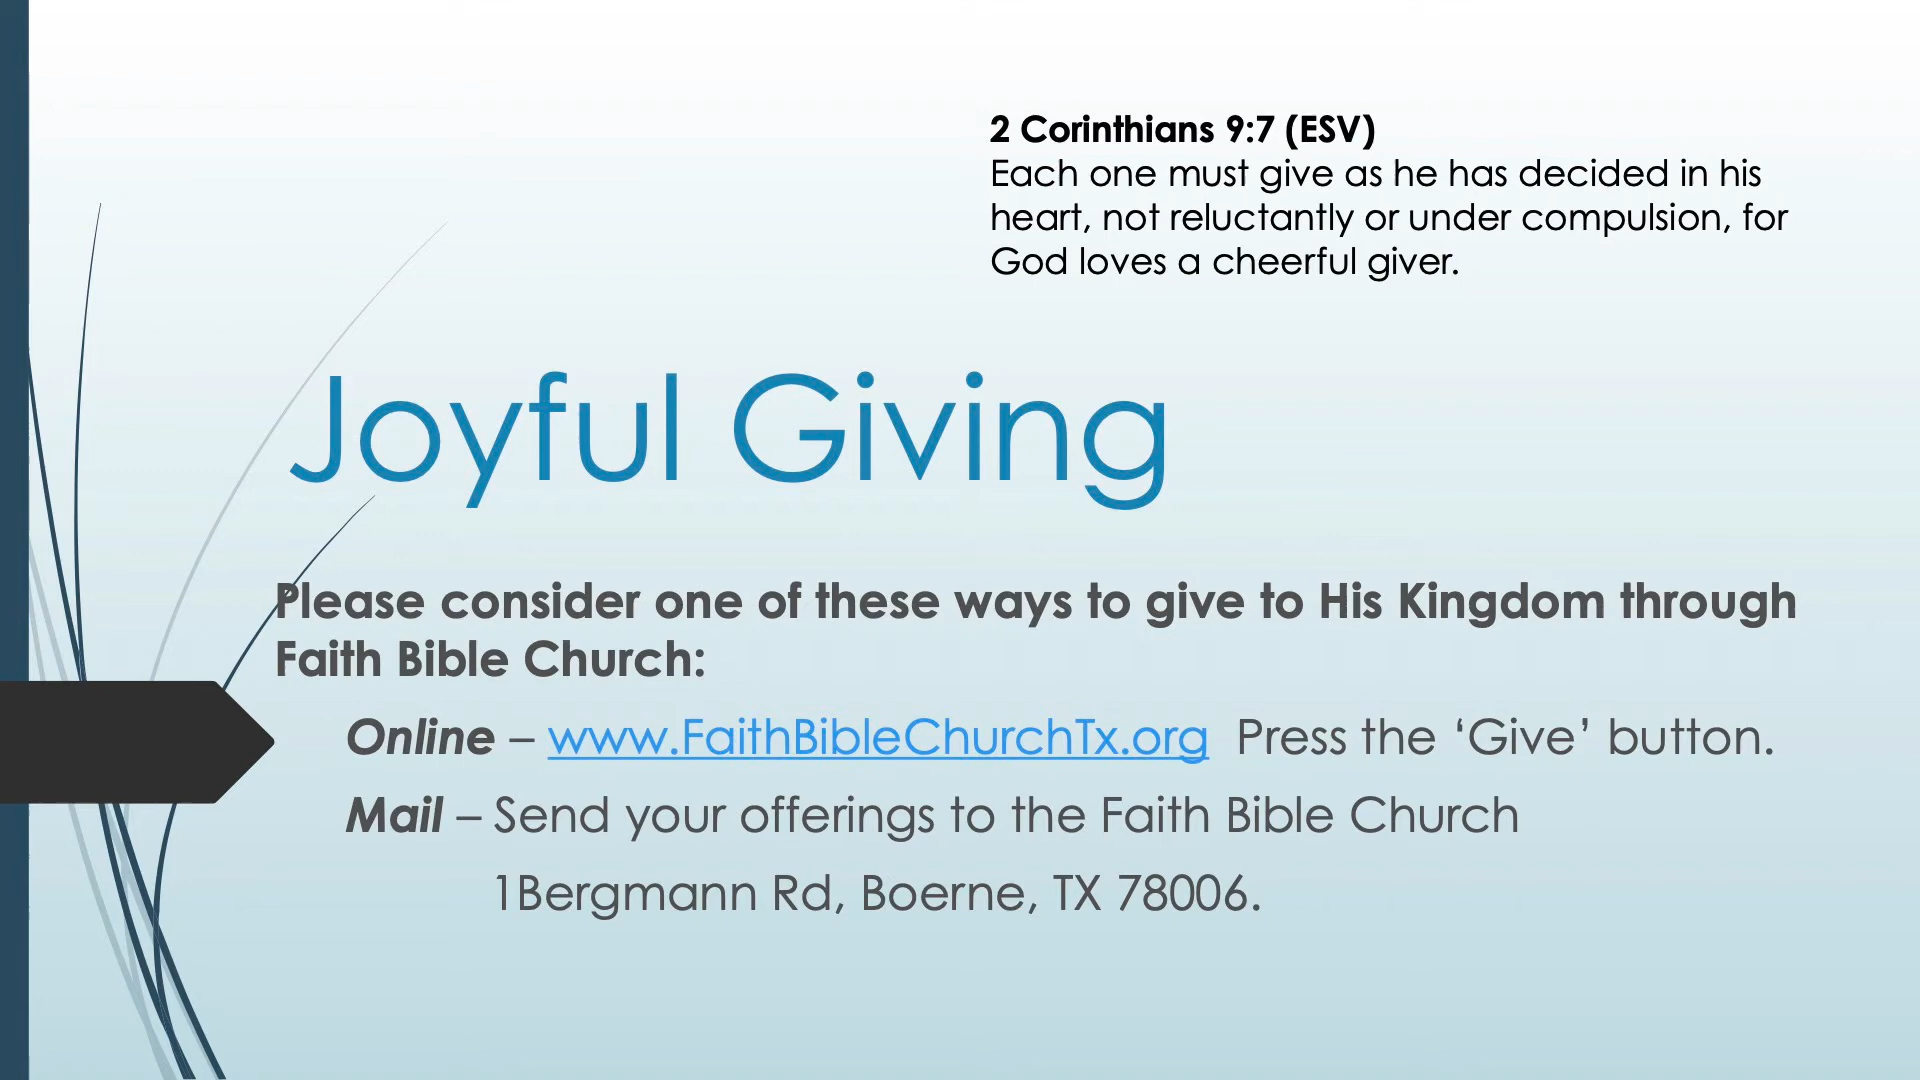 2 Corinthians 9:7 (ESV)
Each one must give as he has decided in his
heart, not reluctantly or under compulsion, for
God loves a cheerful giver.
Joyful Giving
Please consider one of these ways to give to His Kingdom through
Faith Bible Church:
Online – www.FaithBibleChurchTx.org  Press the ‘Give’ button.
Mail – Send your offerings to the Faith Bible Church
1Bergmann Rd, Boerne, TX 78006.